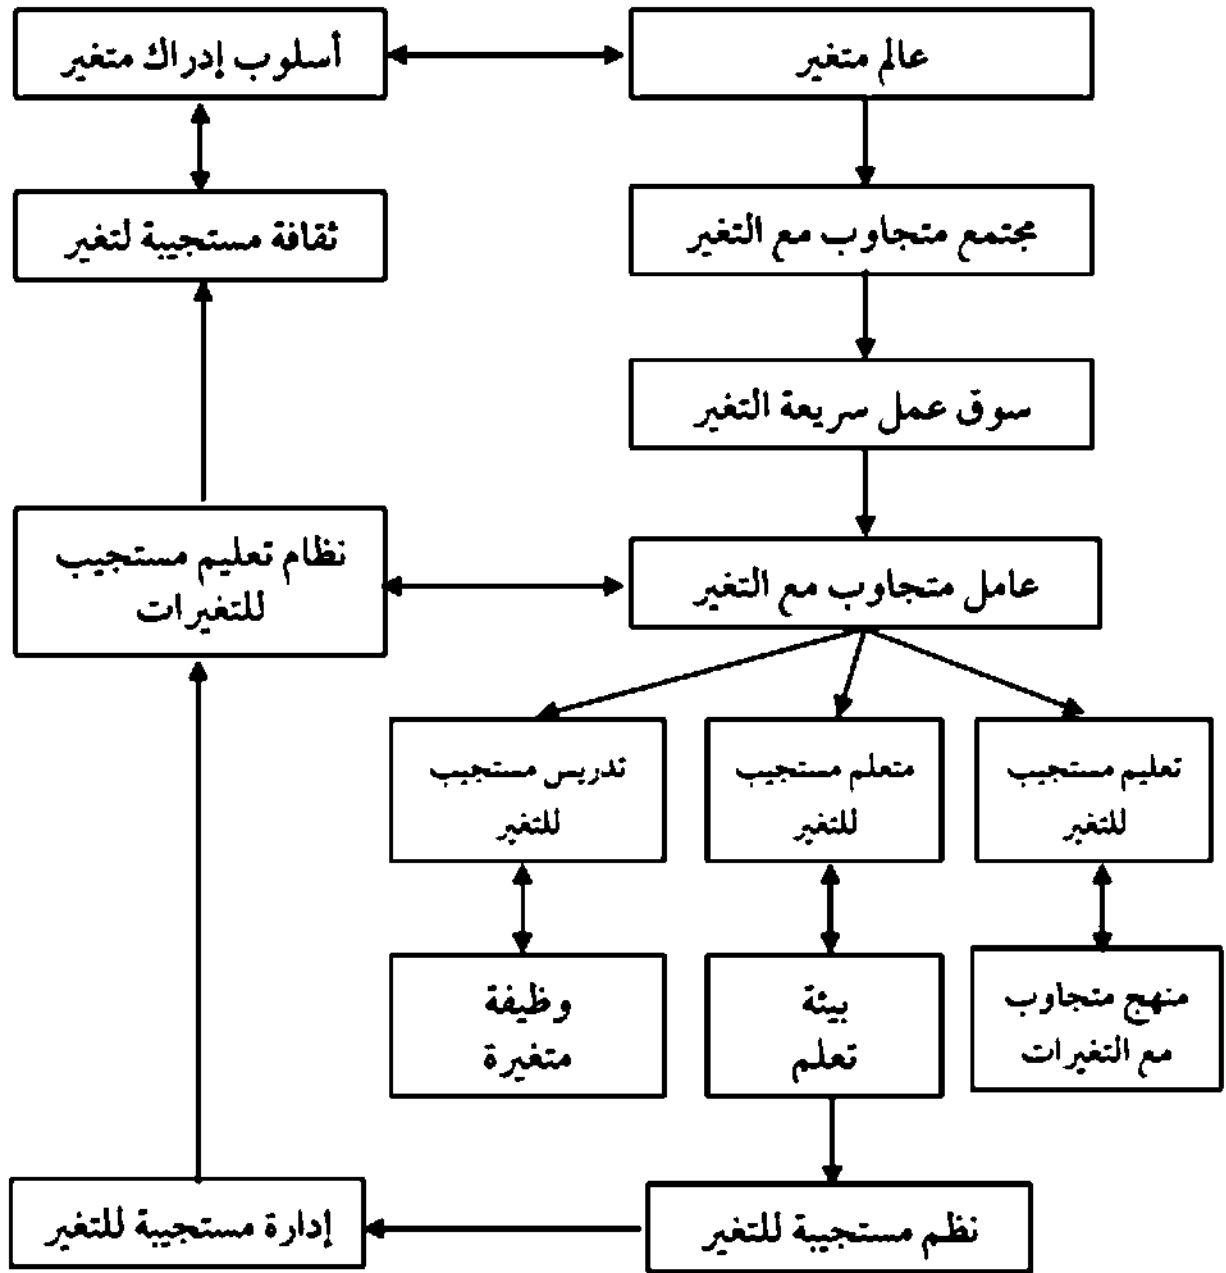 عالم متغير
أسلوب إدراك متغير
مجتمع متجاوب مع التغير
ثقافة مستجيبة لتغير
سوق عمل سريعة التغير
عامل متجاوب مع التغير
نظام تعليم مستجيب
للتغيرات
تعليم مستجيب
للتغير
متعلم مستجيب
للتغير
تدريس مستجيب
للتغير
منهج متجاوب
مع التغيرات
بيئة
تعلم
وظيفة
متغيرة
نظم مستجيبة للتغير
إدارة مستجيبة للتغير